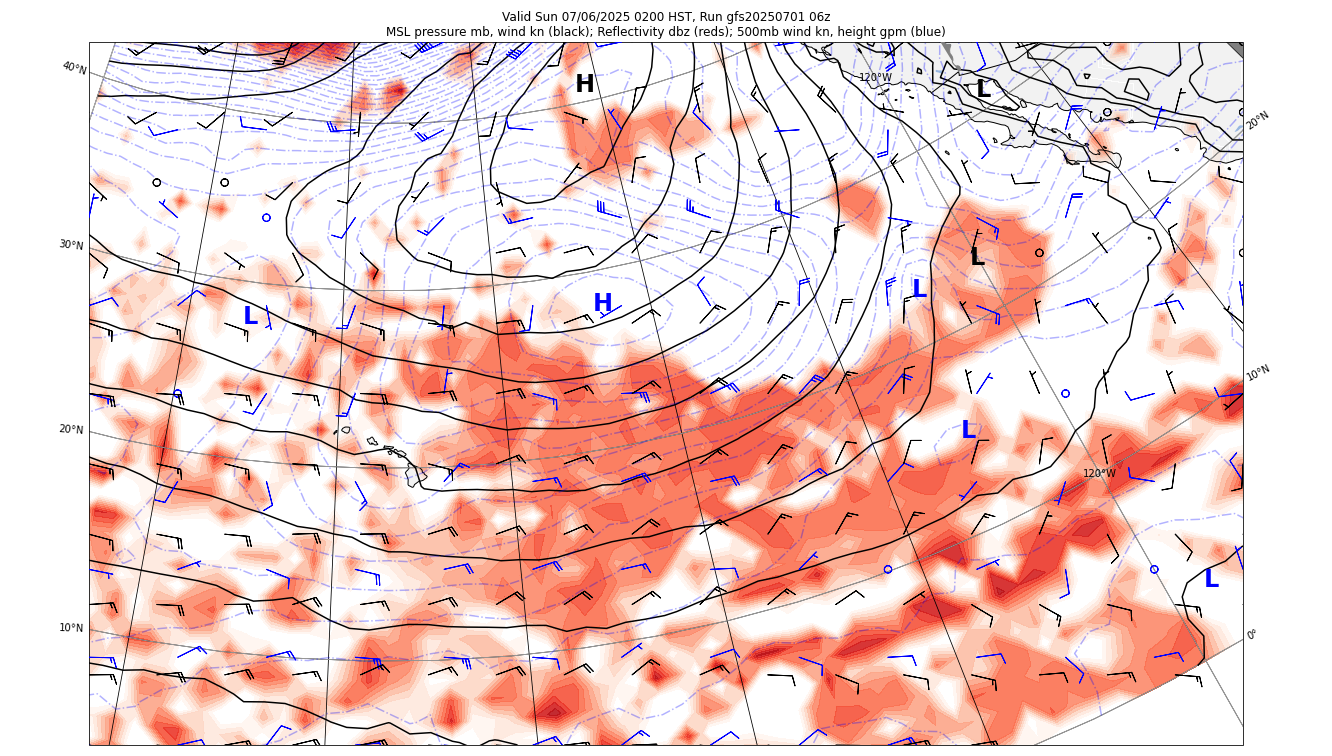 Valid Sun 07/06/2025 0200 HST, Run gfs20250701 06z
MSL pressure mb, wind kn (black); Reflectivity dbz (reds); 500mb wind kn, height gpm (blue)
40°N
120°W
H
L
20°N
30°N
L
H
L
L
10°N
20°N
L
120°W
L
10°N
0°